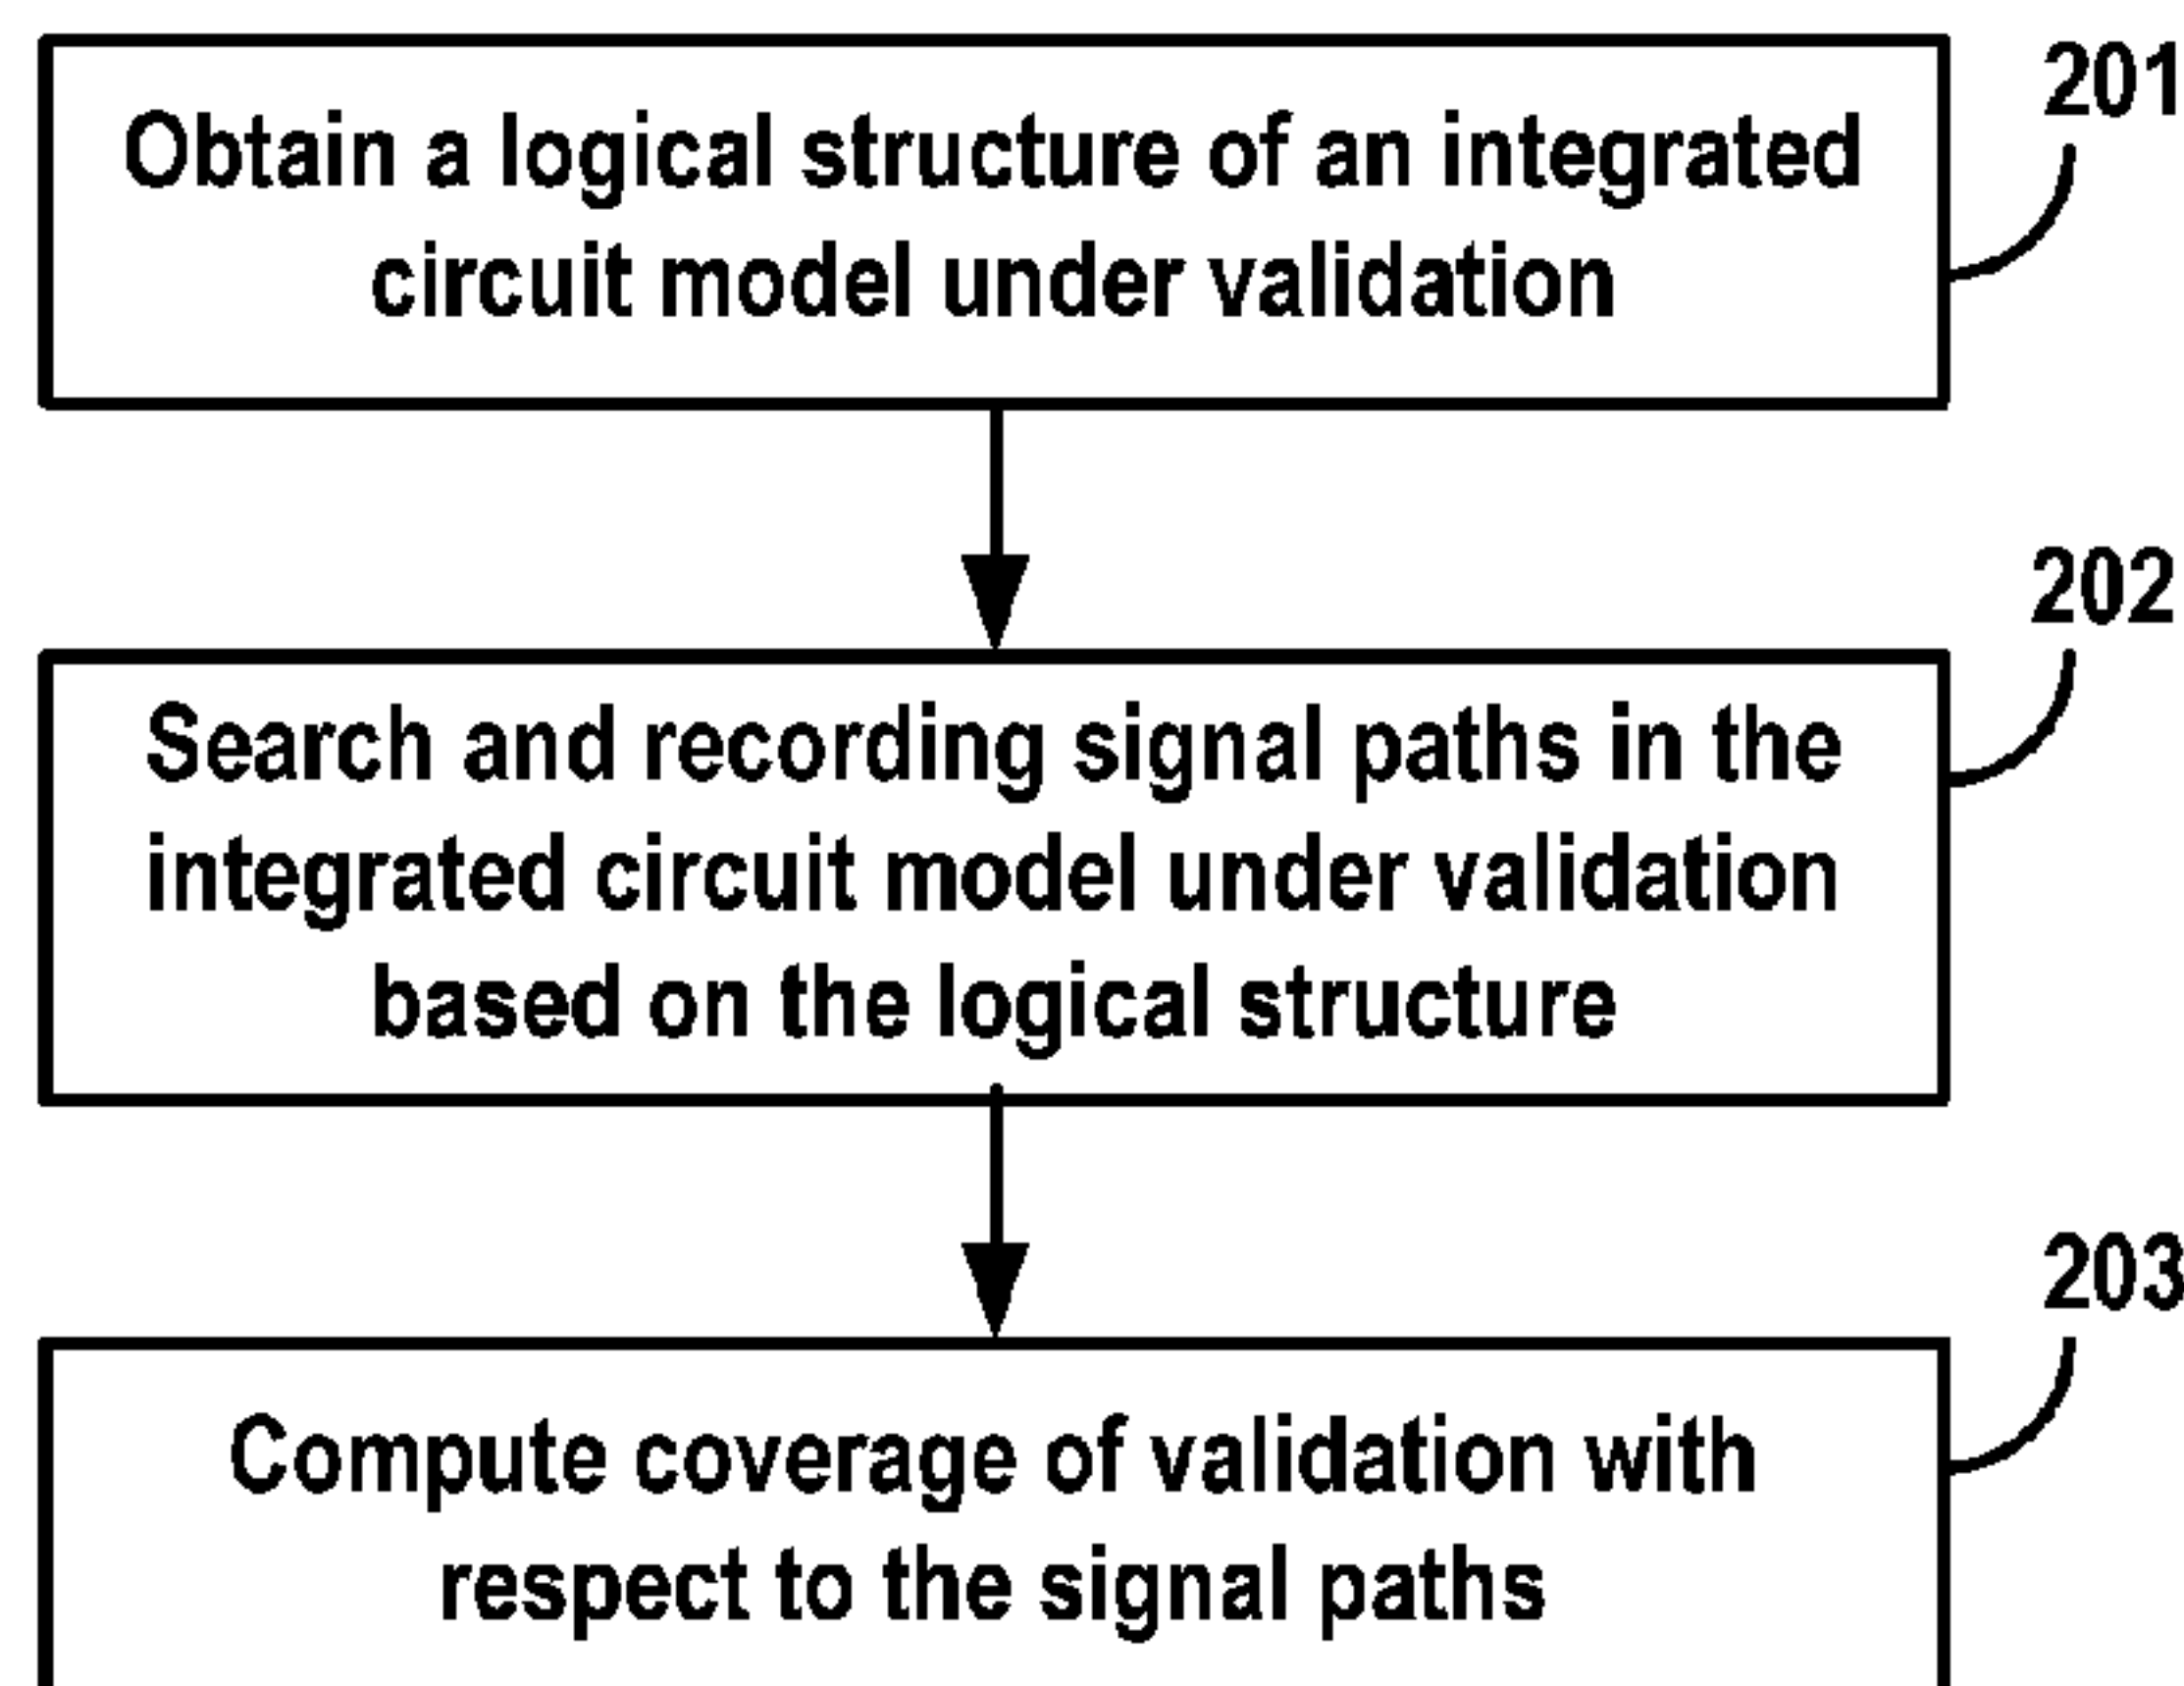 201
Obtain a logical structure of an integrated
circuit model under validation
202
Search and recording signal paths in the
integrated circuit model under validation
based on the logical structure
203
Compute coverage of validation with
respect to the signal paths